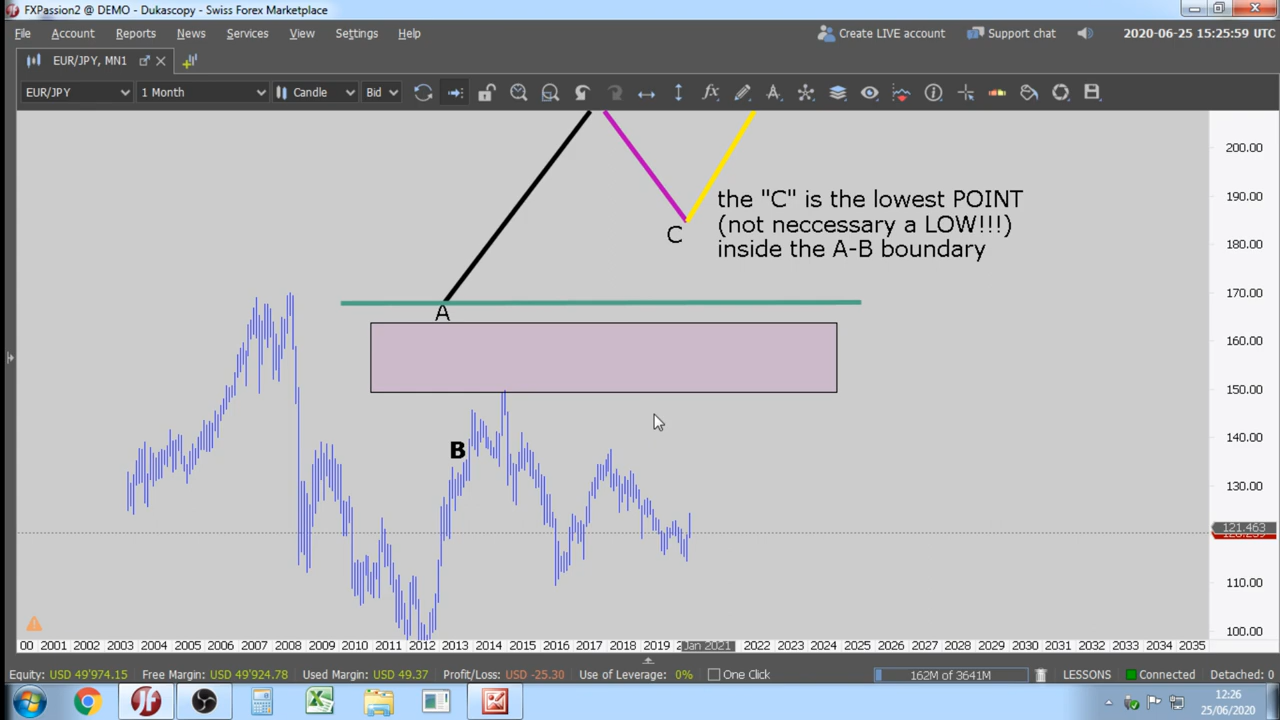 FXPassion2 @ DEMO - Dukascopy - Swiss Forex Marketplace
File Account Reports News Services View Settings Help
Create LIVE account Support chat 2020-06-25 15:25:59 UTC
EUR/JPY, MN1
EUR/JPY 1 Month Candle Bid
200.00
190.00
the "C" is the lowest POINT
(not neccessary a LOW!!!)
C
inside the A-B boundary
180.00
170.00
A
160.00
150.00
140.00
B
130.00
121.463
110.00
100.00
00 2001 2002 2003 2004 2005 2006 2007 2008 2009 2010 2011 2012 2013 2014 2015 2016 2017 2018 2019 Jan 2021 2022 2023 2024 2025 2026 2027 2028 2029 2030 2031 2032 2033 2034 2035
Equity: USD 49'974.15 Free Margin: USD 49'924.78 Used Margin: USD 49.37 Profit/Loss: USD -25.30 Use of Leverage: 0% One Click 162M of 3641M LESSONS Connected Detached: 0
12:26
25/06/2020